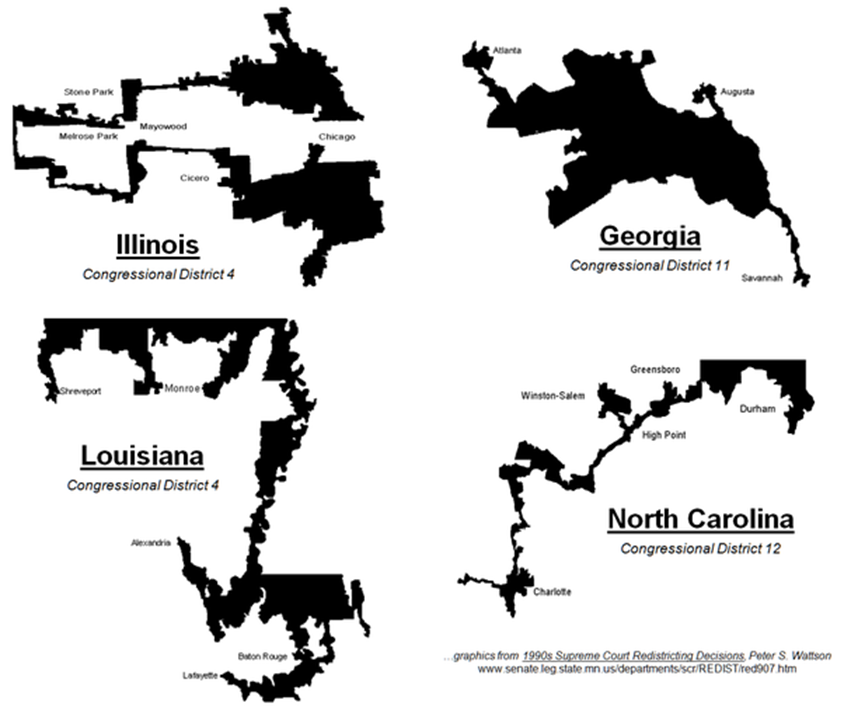 Stone Park
Melrose Park
Mayowood
Chicago
Cicero
Illinois
Congressional District 4
Atlanta
Augusta
Georgia
Congressional District 11
Savannah
Shreveport
Monroe
Louisiana
Congressional District 4
Alexandria
Baton Rouge
Lafayette
Greensboro
Winston-Salem
Durham
High Point
North Carolina
Congressional District 12
Charlotte
...graphics from 1990s Supreme Court Redistricting Decisions, Peter S. Wattson
www.senate.leg.state.mn.us/departments/scr/REDIST/red907.htm